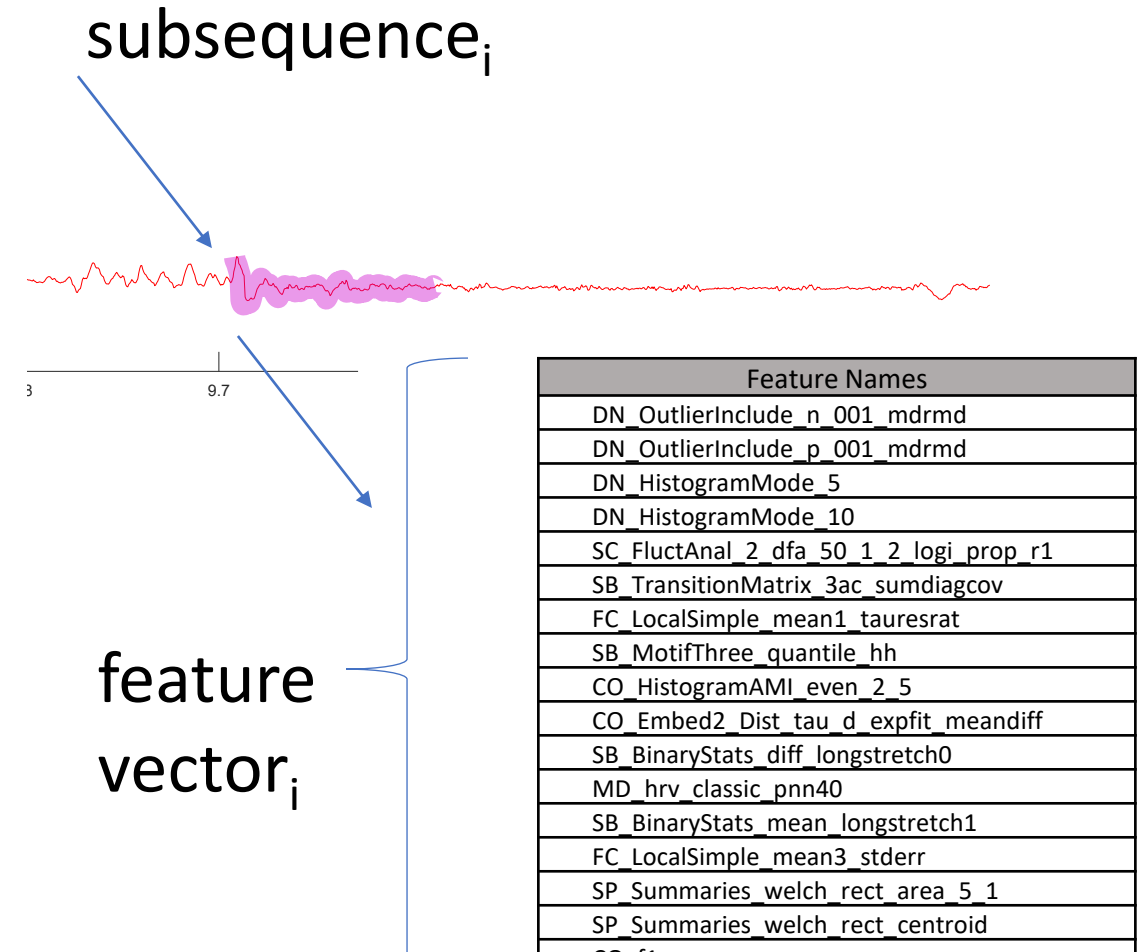 subsequenceᵢ
9.7
Feature Names
DN_OutlierInclude_n_001_mdrmd
DN_OutlierInclude_p_001_mdrmd
DN_HistogramMode_5
DN_HistogramMode_10
SC_FluctAnal_2_dfa_50_1_2_logi_prop_r1
SB_TransitionMatrix_3ac_sumdiagcov
FC_LocalSimple_mean1_tauresrat
SB_MotifThree_quantile_hh
CO_HistogramAMI_even_2_5
CO_Embed2_Dist_tau_d_expfit_meandiff
SB_BinaryStats_diff_longstretch0
MD_hrv_classic_pnn40
SB_BinaryStats_mean_longstretch1
FC_LocalSimple_mean3_stderr
SP_Summaries_welch_rect_area_5_1
SP_Summaries_welch_rect_centroid
feature
vectorᵢ